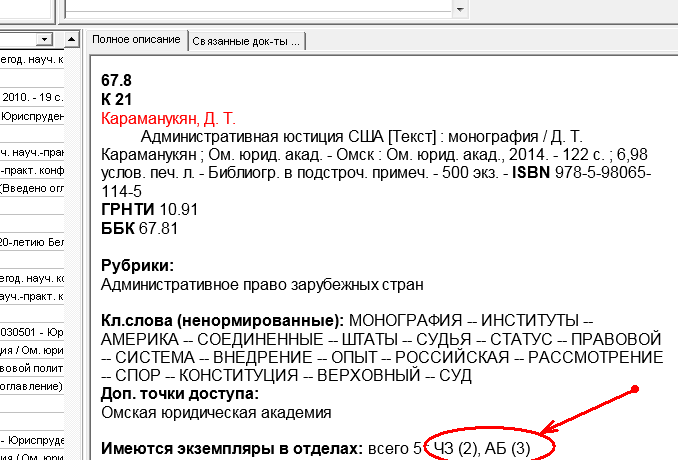 Полное описание
Связанные док-ты ...
егод. науч. к
2010. - 19 с.
Юриспруден
ч. науч.-прак
-практ. конф
(Введено огл
20-летию Бел
егод. науч. ко
ауч.-практ. к
030501 - Юр
ия / Ом. юри
вовой полит
оглавление)
- Юриспруде
67.8
К 21
Караманукян, Д. Т.
Административная юстиция США [Текст] : монография / Д. Т.
Караманукян ; Ом. юрид. акад. - Омск : Ом. юрид. акад., 2014. - 122 с. ; 6,98
услов. печ. л. - Библиогр. в подстроч. примеч. - 500 экз. - ISBN 978-5-98065-
114-5
ГРНТИ 10.91
ББК 67.81
Рубрики:
Административное право зарубежных стран
Кл.слова (ненормированные): МОНОГРАФИЯ -- ИНСТИТУТЫ --
АМЕРИКА -- СОЕДИНЕННЫЕ -- ШТАТЫ -- СУДЬЯ -- СТАТУС -- ПРАВОВОЙ
-- СИСТЕМА -- ВНЕДРЕНИЕ -- ОПЫТ -- РОССИЙСКАЯ -- РАССМОТРЕНИЕ
-- СПОР -- КОНСТИТУЦИЯ -- ВЕРХОВНЫЙ -- СУД
Доп. точки доступа:
Омская юридическая академия
Имеются экземпляры в отделах: всего 5 : ЧЗ (2), АБ (3)